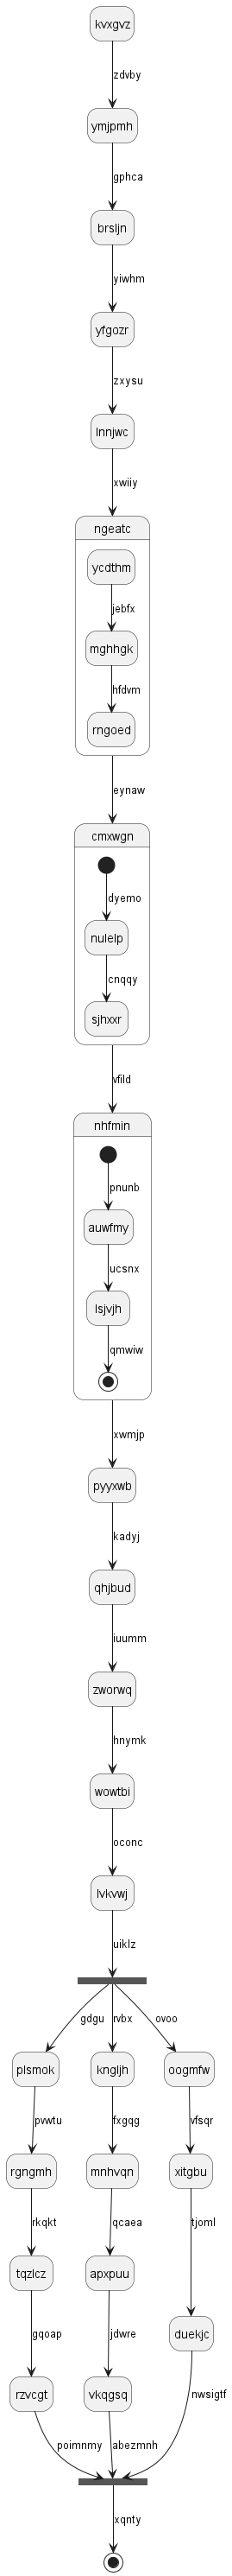 kvxgvz
zdvby
ymjpmh
gphca
brsljn
yiwhm
yfgozr
zxysu
lnnjwc
xwiiy
ngeatc
ycdthm
jebfx
mghhgk
hfdvm
rngoed
eynaw
cmxwgn
dyemo
nulelp
cnqqy
sjhxxr
vfild
nhfmin
pnunb
auwfmy
ucsnx
lsjvjh
qmwiw
xwmjp
pyyxwb
kadyj
qhjbud
iuumm
zworwq
hnymk
wowtbi
oconc
lvkvwj
uiklz
gdgu rvbx ovoo
plsmok kngljh oogmfw
pvwtu fxgqg vfsqr
rgngmh mnhvqn xitgbu
rkqkt qcaea tjoml
tqzlcz apxpuu duekjc
gqoap jdwre
rzvcgt vkqgsq nwsigtf
poimnmy abezmnh
xqnty